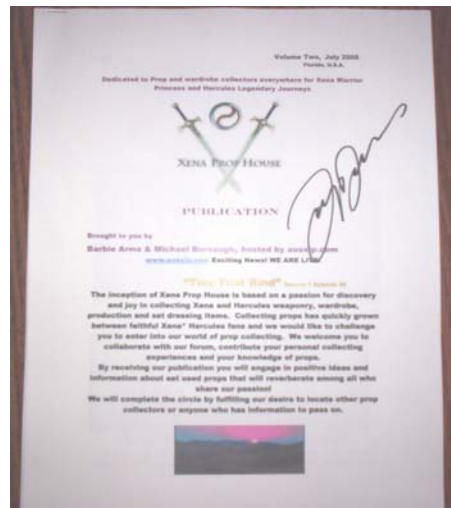 Volume Two, July 2005
Florida, U.S.A.
Dedicated to Prop and wardrobe collectors everywhere for Xena Warrior
Princess and Hercules Legendary Journeys
XENA PROP HOUSE
PUBLICATION
Brought to you by
Barbie Arms & Michael, hosted by ausxip.com
www.ausxip.com Exciting News! WE ARE LIVE
The inception of Xena Prop House is based on a passion for discovery
and joy in collecting Xena and Hercules weaponry, wardrobe,
production and set dressing items. Collecting props has quickly grown
between faithful Xena* Hercules fans and we would like to challenge
you to enter into our world of prop collecting. We welcome you to
collaborate with our forum, contribute your personal collecting
experiences and your knowledge of props.
By receiving our publication you will engage in positive ideas and
information about set used props that will reverberate among all who
share our passion!
We will complete the circle by fulfilling our desire to locate other prop
collectors or anyone who has information to pass on.